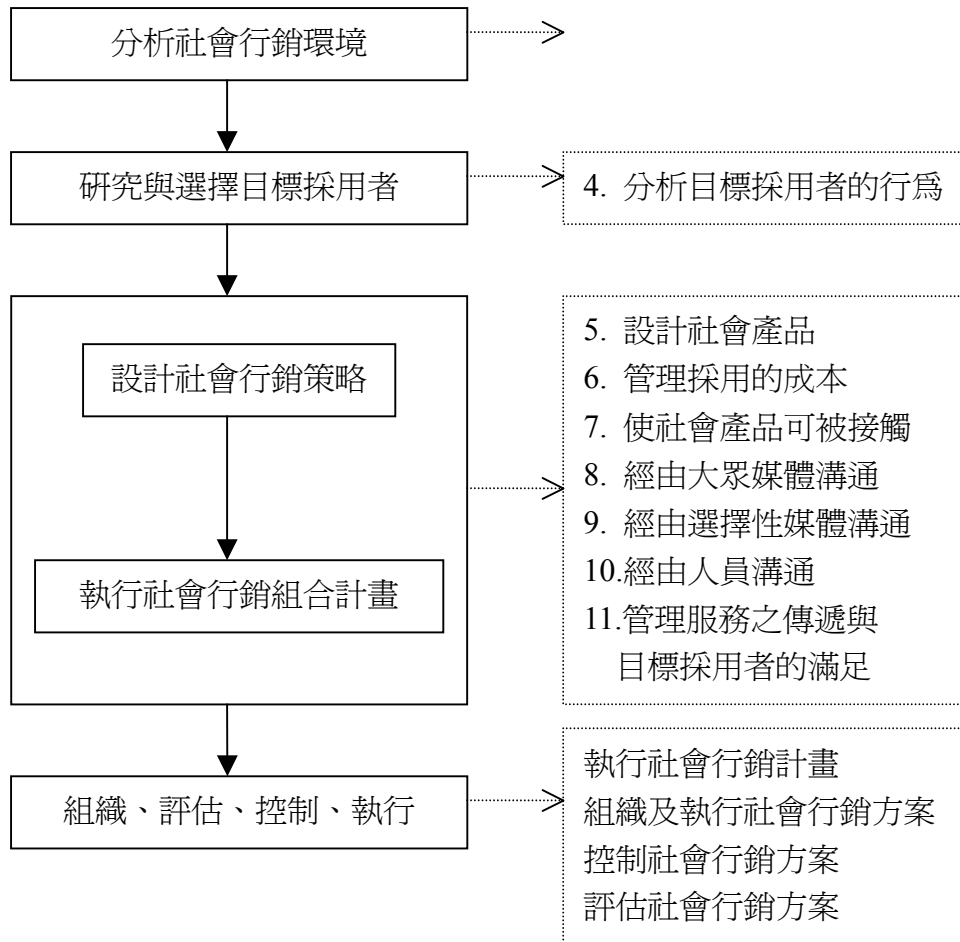 分析社會行銷環境
研究與選擇目標採用者
4. 分析目標採用者的行為
設計社會行銷策略
執行社會行銷組合計畫
5. 設計社會產品
6. 管理採用的成本
7. 使社會產品可被接觸
8. 經由大眾媒體溝通
9. 經由選擇性媒體溝通
10.經由人員溝通
11.管理服務之傳遞與
目標採用者的滿足
組織、評估、控制、執行
執行社會行銷計畫
組織及執行社會行銷方案
控制社會行銷方案
評估社會行銷方案